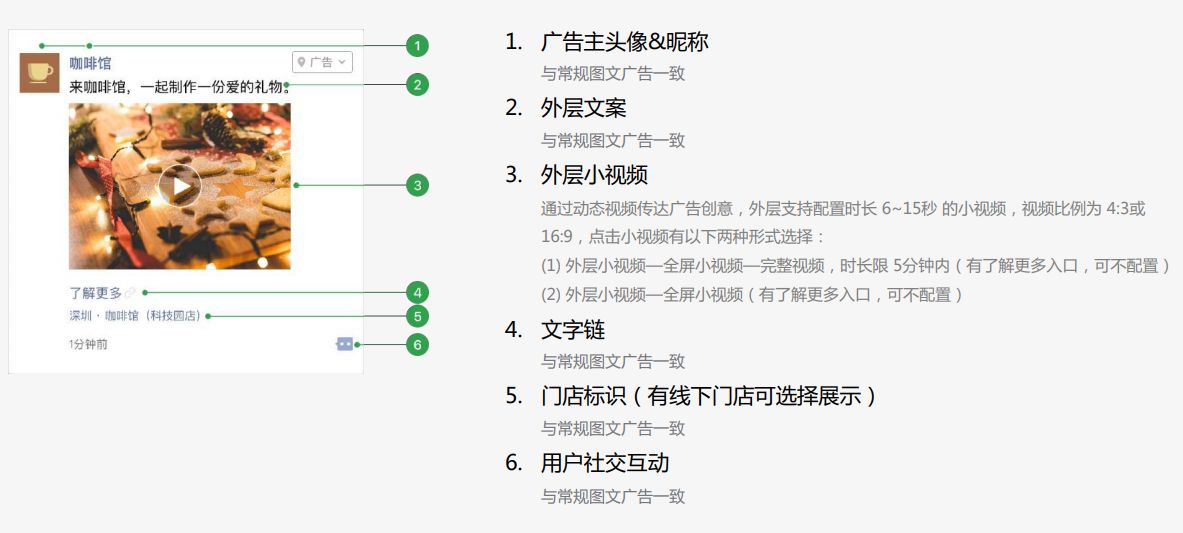 咖啡馆
广告
来咖啡馆，一起制作一份爱的礼物。
了解更多
深圳·咖啡馆（科技园店）
1分钟前
1
2
3
4
5
6
1. 广告主头像&昵称
与常规图文广告一致
2. 外层文案
与常规图文广告一致
3. 外层小视频
通过动态视频传达广告创意，外层支持配置时长 6~15秒 的小视频，视频比例为 4:3或
16:9，点击小视频有以下两种形式选择：
(1) 外层小视频—全屏小视频—完整视频，时长限 5分钟内（有了解更多入口，可不配置）
(2) 外层小视频—全屏小视频（有了解更多入口，可不配置）
4. 文字链
与常规图文广告一致
5. 门店标识（有线下门店可选择展示）
与常规图文广告一致
6. 用户社交互动
与常规图文广告一致